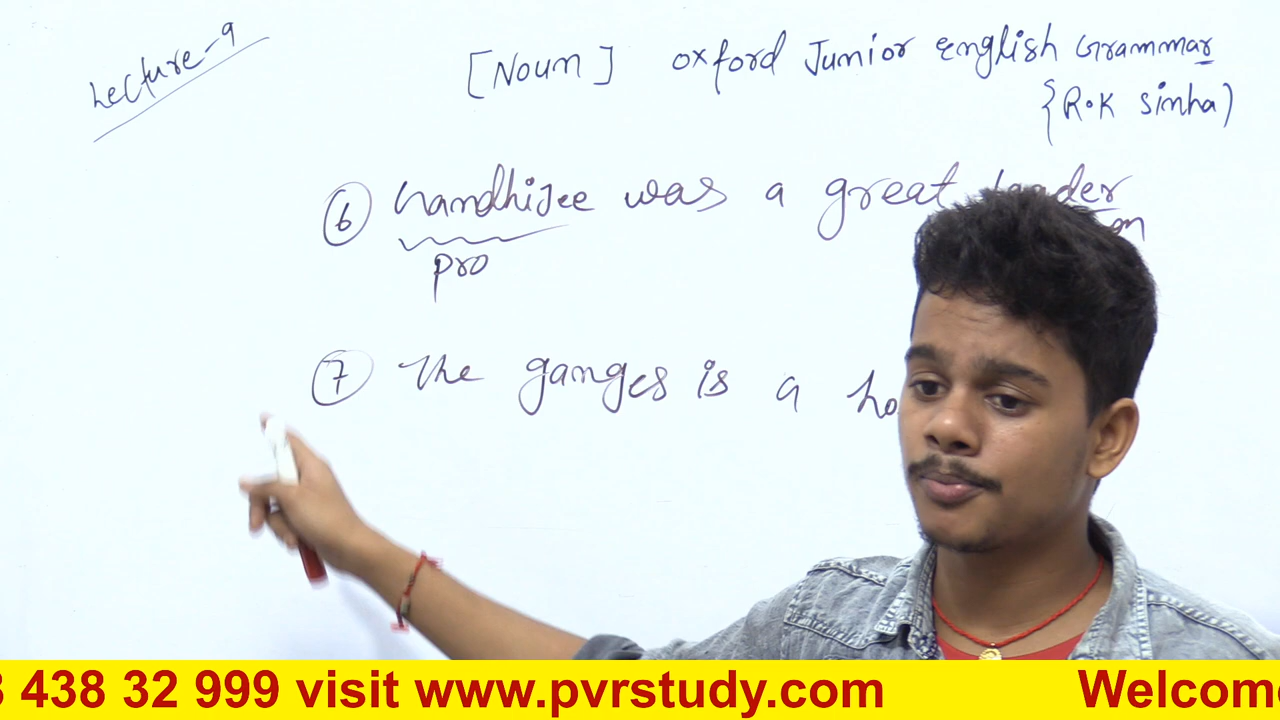 Lecture-9
[Noun] Oxford Junior English Grammar
{R.K Sinha)
6 Gandhijee was a great leader
pro
7 The ganges is a
438 32 999 visit www.pvrstudy.com Welcome